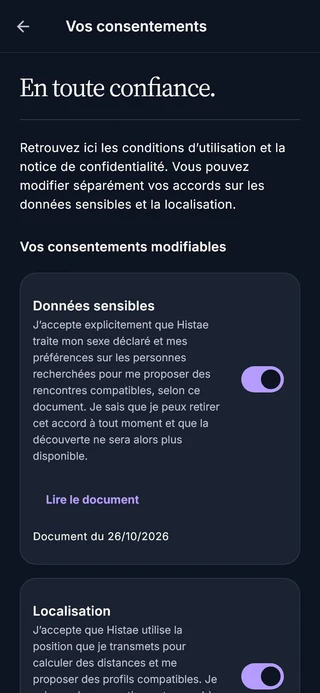 Vos consentements
En toute confiance.
Retrouvez ici les conditions d’utilisation et la
notice de confidentialité. Vous pouvez
modifier séparément vos accords sur les
données sensibles et la localisation.
Vos consentements modifiables
Données sensibles
J’accepte explicitement que Histae
traite mon sexe déclaré et mes
préférences sur les personnes
recherchées pour me proposer des
rencontres compatibles, selon ce
document. Je sais que je peux retirer
cet accord à tout moment et que la
découverte ne sera alors plus
disponible.
Lire le document
Document du 26/10/2026
Localisation
J’accepte que Histae utilise la
position que je transmets pour
calculer des distances et me
proposer des profils compatibles. Je